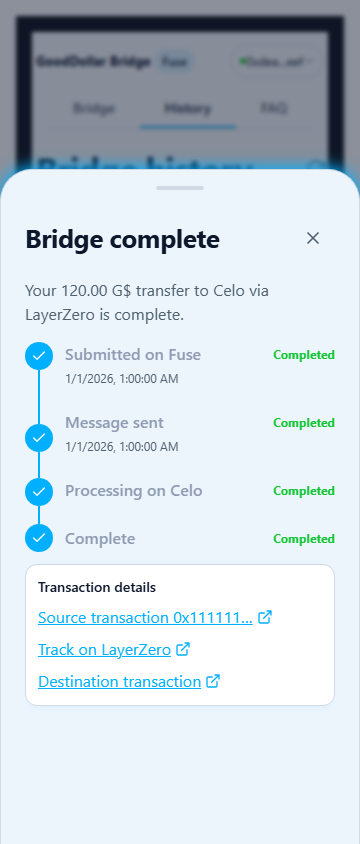 GoodDollar Bridge Fuse
Bridge History FAQ
Bridge history
Bridge complete
Your 120.00 G$ transfer to Celo via
LayerZero is complete.
Submitted on Fuse Completed
1/1/2026, 1:00:00 AM
Message sent Completed
1/1/2026, 1:00:00 AM
Processing on Celo Completed
Complete Completed
Transaction details
Source transaction 0x111111...
Track on LayerZero
Destination transaction